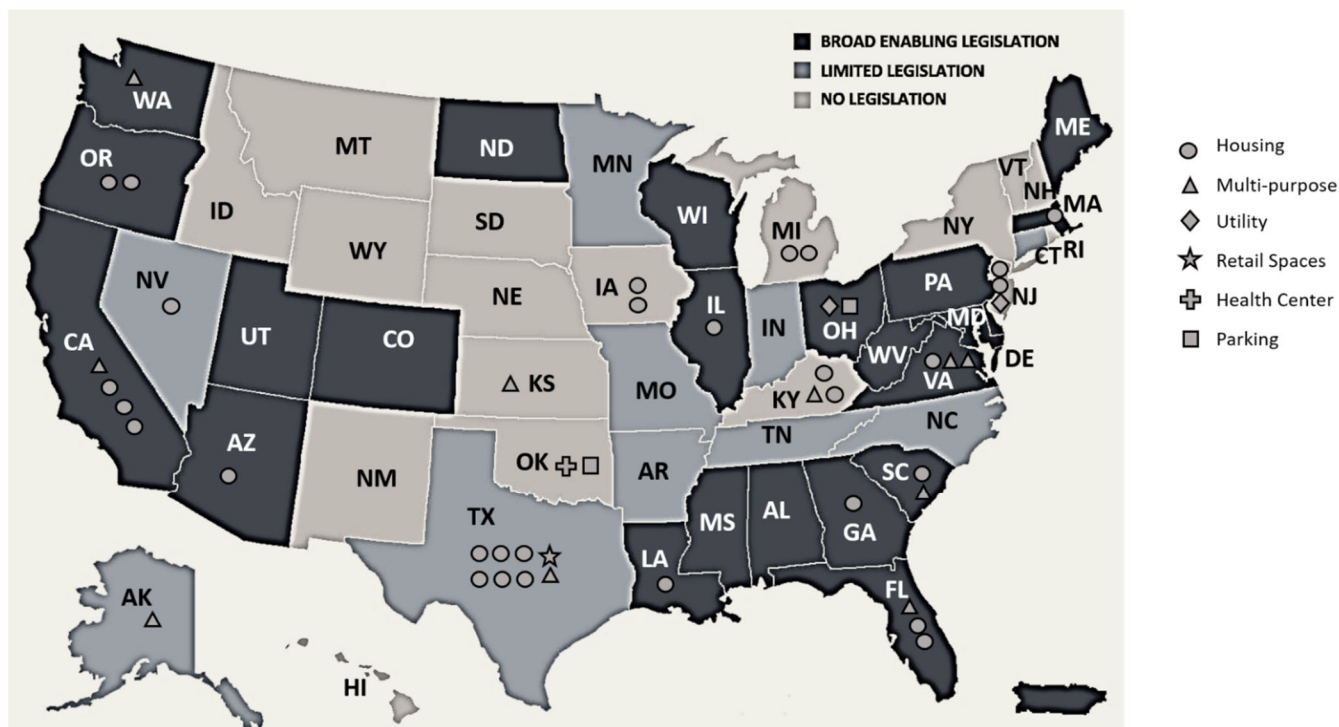 BROAD ENABLING LEGISLATION
LIMITED LEGISLATION
NO LEGISLATION
Housing
Multi-purpose
Utility
Retail Spaces
Health Center
Parking
WA
OR
MT
ND
MN
ME
VT
NH
ID
SD
WI
MA
WY
MI
NY
CT
RI
NV
NE
IA
PA
NJ
IL
IN
OH
MD
CA
UT
CO
WV
DE
KS
MO
KY
VA
AZ
NM
OK
AR
TN
NC
SC
TX
MS
AL
GA
LA
FL
AK
HI